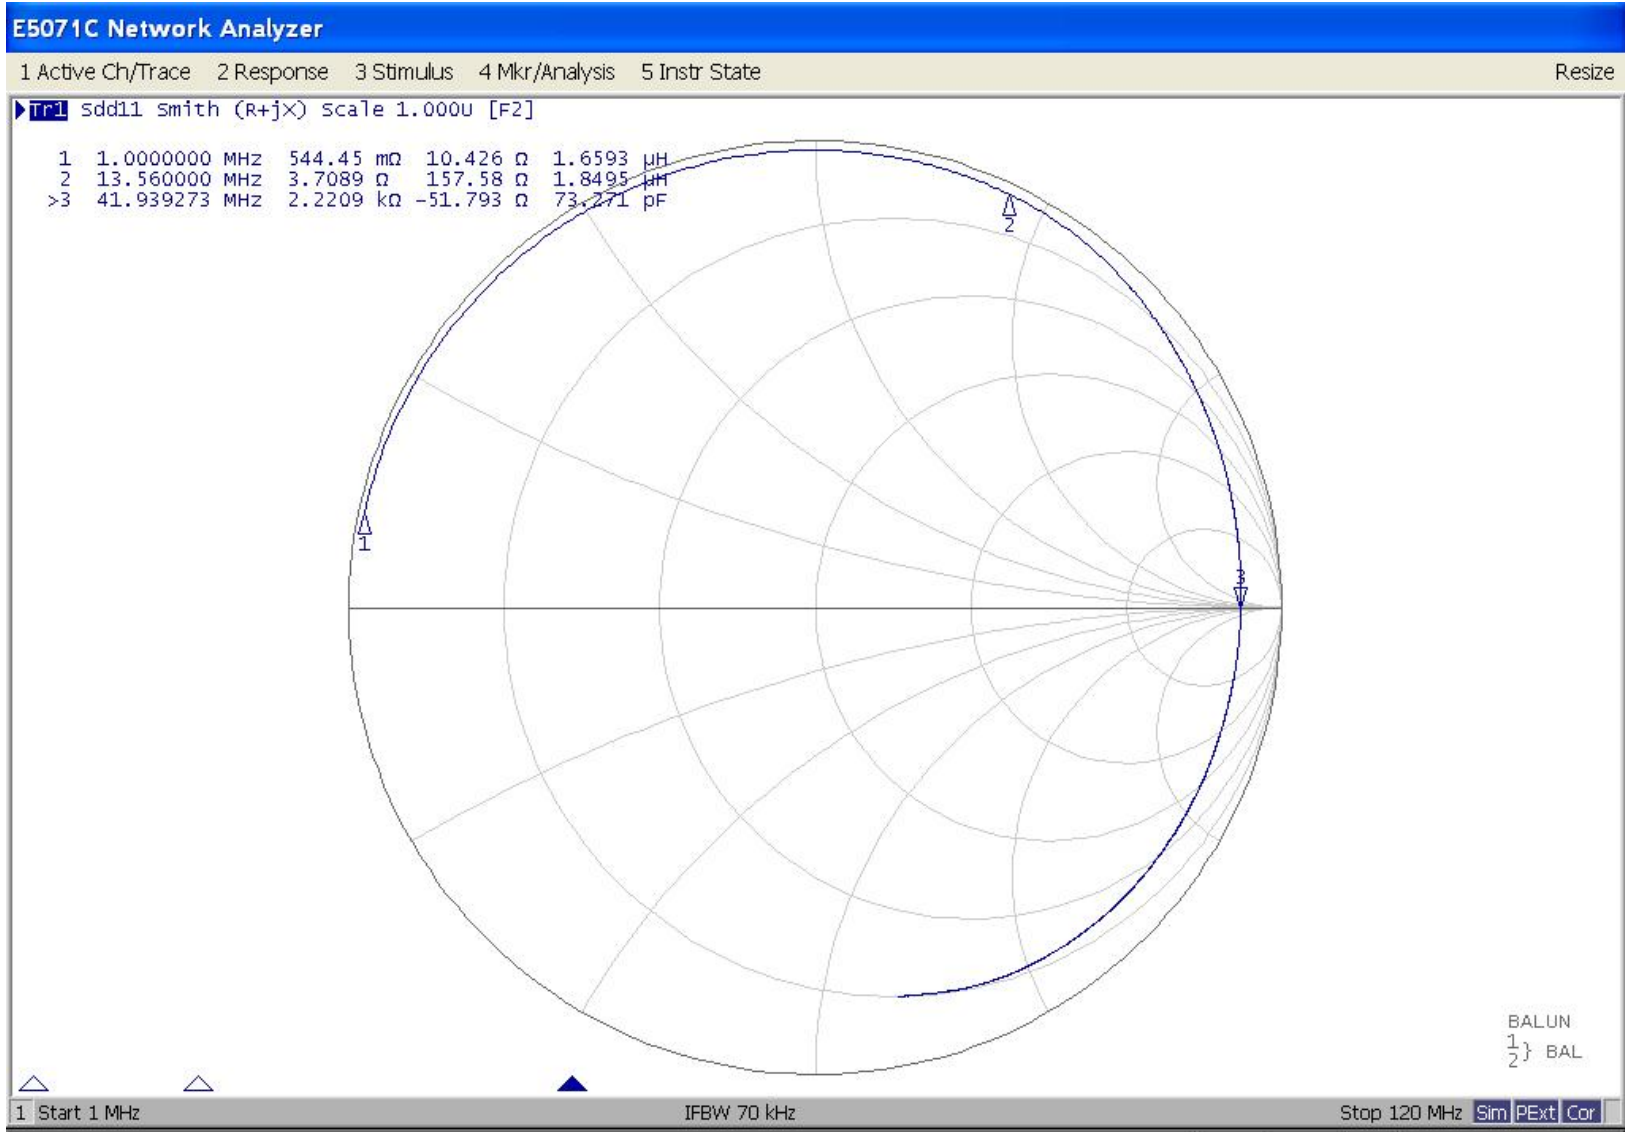 E5071C Network Analyzer
1 Active Ch/Trace 2 Response 3 Stimulus 4 Mkr/Analysis 5 Instr State Resize
Tr1 Sdd11 Smith (R+jX) Scale 1.000U [F2]
1 1.0000000 MHz 544.45 mΩ 10.426 Ω 1.6593 μH
2 13.560000 MHz 3.7089 Ω 157.58 Ω 1.8495 μH
>3 41.939273 MHz 2.2209 kΩ -51.793 Ω 73.271 pF
2
1
3
BALUN
1
2} BAL
1 Start 1 MHz IFBW 70 kHz Stop 120 MHz Sim PExt Cor